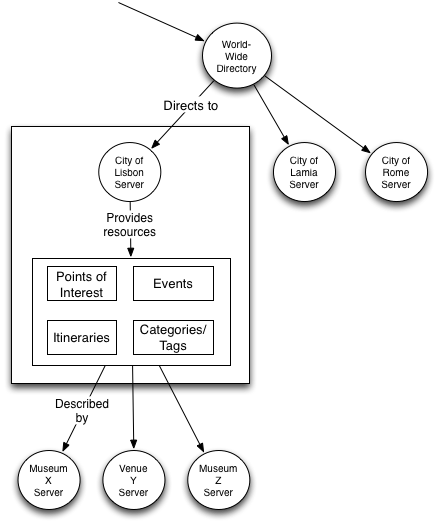 World-
Wide
Directory
Directs to
City of
Lisbon
Server
City of
Lamia
Server
City of
Rome
Server
Provides
resources
Points of
Interest
Events
Itineraries
Categories/
Tags
Described
by
Museum
X
Server
Venue
Y
Server
Museum
Z
Server